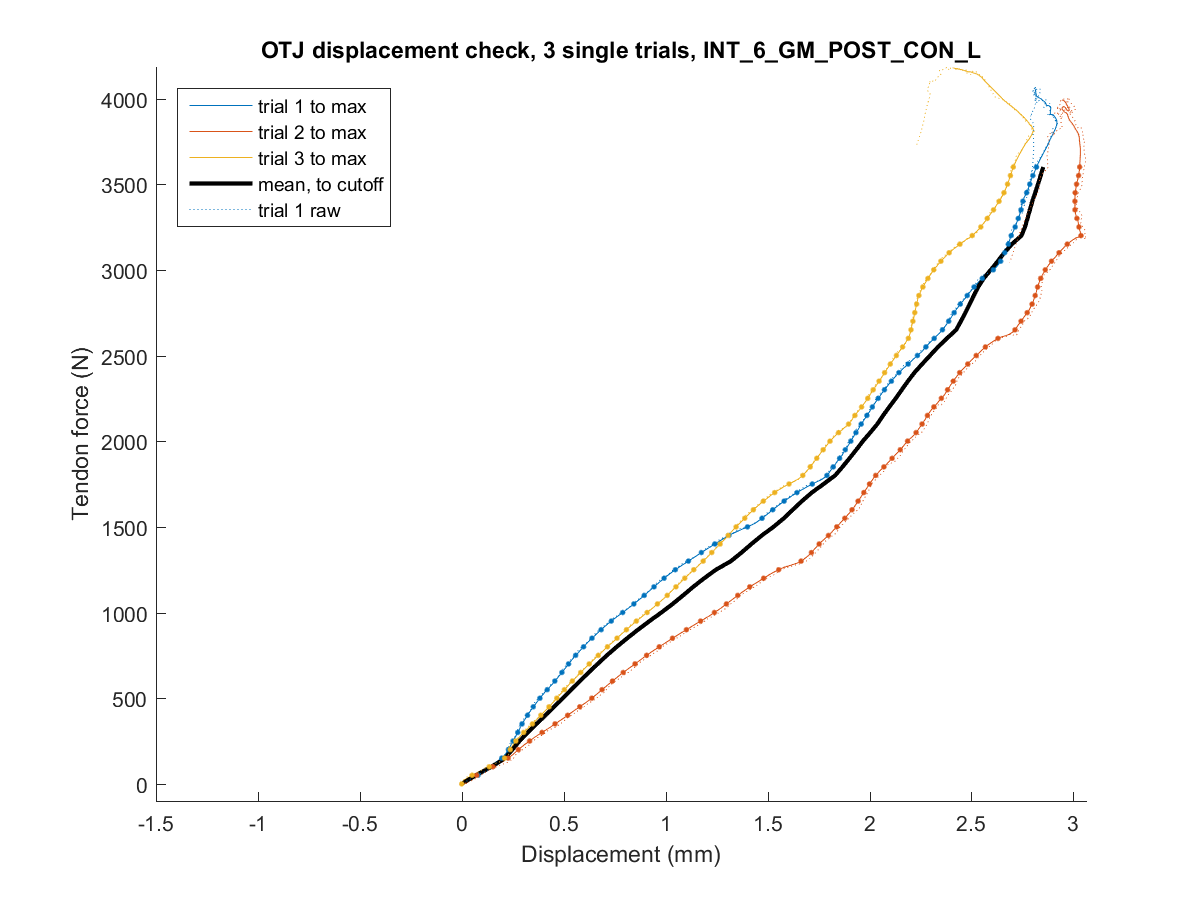 OTJ displacement check, 3 single trials, INT_6_GM_POST_CON_L
trial 1 to max
trial 2 to max
trial 3 to max
mean, to cutoff
trial 1 raw
4000
3500
3000
2500
2000
1500
1000
500
0
Tendon force (N)
-1.5 -1 -0.5 0 0.5 1 1.5 2 2.5 3
Displacement (mm)